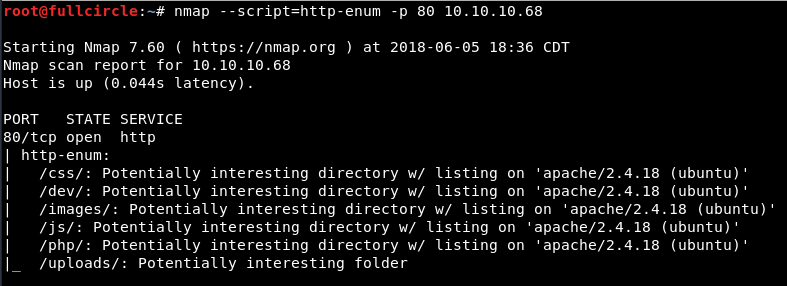 root@fullcircle:~# nmap --script=http-enum -p 80 10.10.10.68
Starting Nmap 7.60 ( https://nmap.org ) at 2018-06-05 18:36 CDT
Nmap scan report for 10.10.10.68
Host is up (0.044s latency).
PORT   STATE SERVICE
80/tcp open  http
| http-enum:
|   /css/: Potentially interesting directory w/ listing on 'apache/2.4.18 (ubuntu)'
|   /dev/: Potentially interesting directory w/ listing on 'apache/2.4.18 (ubuntu)'
|   /images/: Potentially interesting directory w/ listing on 'apache/2.4.18 (ubuntu)'
|   /js/: Potentially interesting directory w/ listing on 'apache/2.4.18 (ubuntu)'
|   /php/: Potentially interesting directory w/ listing on 'apache/2.4.18 (ubuntu)'
|_  /uploads/: Potentially interesting folder